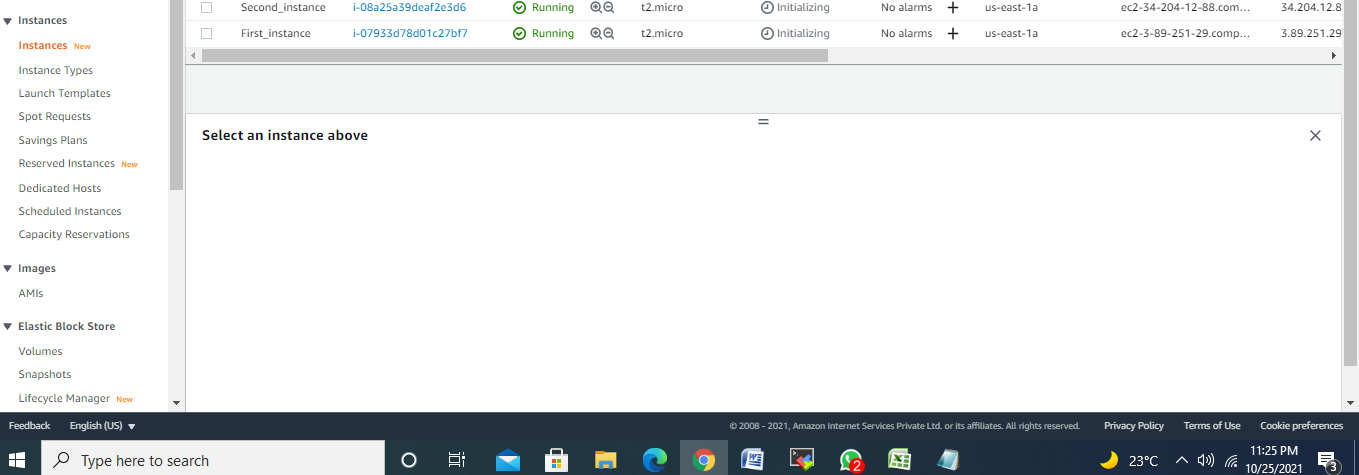 Instances
Instances New
Instance Types
Launch Templates
Spot Requests
Savings Plans
Reserved Instances New
Dedicated Hosts
Scheduled Instances
Capacity Reservations
Images
AMIs
Elastic Block Store
Volumes
Snapshots
Lifecycle Manager New
Second_instance i-08a25a39deaf2e3d6 Running t2.micro Initializing No alarms + us-east-1a ec2-34-204-12-88.com... 34.204.12.8
First_instance i-07933d78d01c27bf7 Running t2.micro Initializing No alarms + us-east-1a ec2-3-89-251-29.comp... 3.89.251.29
Select an instance above
Feedback English (US) © 2008 - 2021, Amazon Internet Services Private Ltd. or its affiliates. All rights reserved. Privacy Policy Terms of Use Cookie preferences
Type here to search 2 23°C 11:25 PM
10/25/2021 3